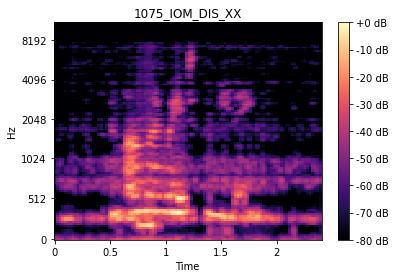 1075_IOM_DIS_XX
Hz
8192
4096
2048
1024
512
0
0
0.5
1
1.5
2
Time
+0 dB
-10 dB
-20 dB
-30 dB
-40 dB
-50 dB
-60 dB
-70 dB
-80 dB